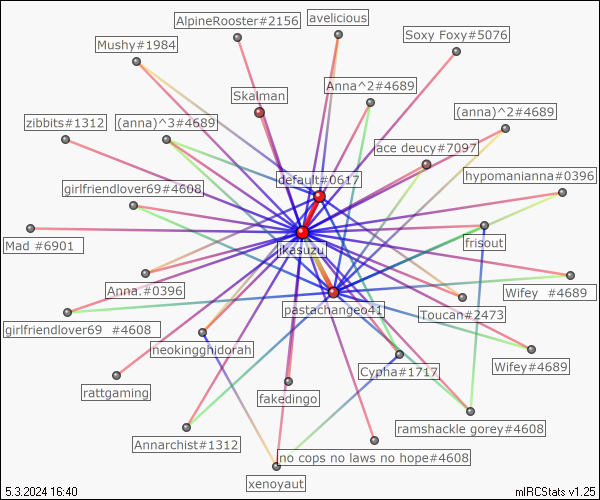 AlpineRooster#2156
avelicious
Soxy Foxy#5076
Mushy#1984
Skalman
Anna^2#4689
(anna)^2#4689
zibbits#1312
(anna)^3#4689
ace deucy#7097
default#0617
hypomanianna#0396
girlfriendlover69#4608
Mad #6901
jkasuzu
frisout
Anna.#0396
Wifey #4689
pastachangeo41
Toucan#2473
girlfriendlover69 #4608
neokingghidorah
Cypha#1717
Wifey#4689
rattgaming
fakedingo
ramshackle gorey#4608
Annarchist#1312
no cops no laws no hope#4608
xenoyaut
5.3.2024 16:40
mIRCStats v1.25